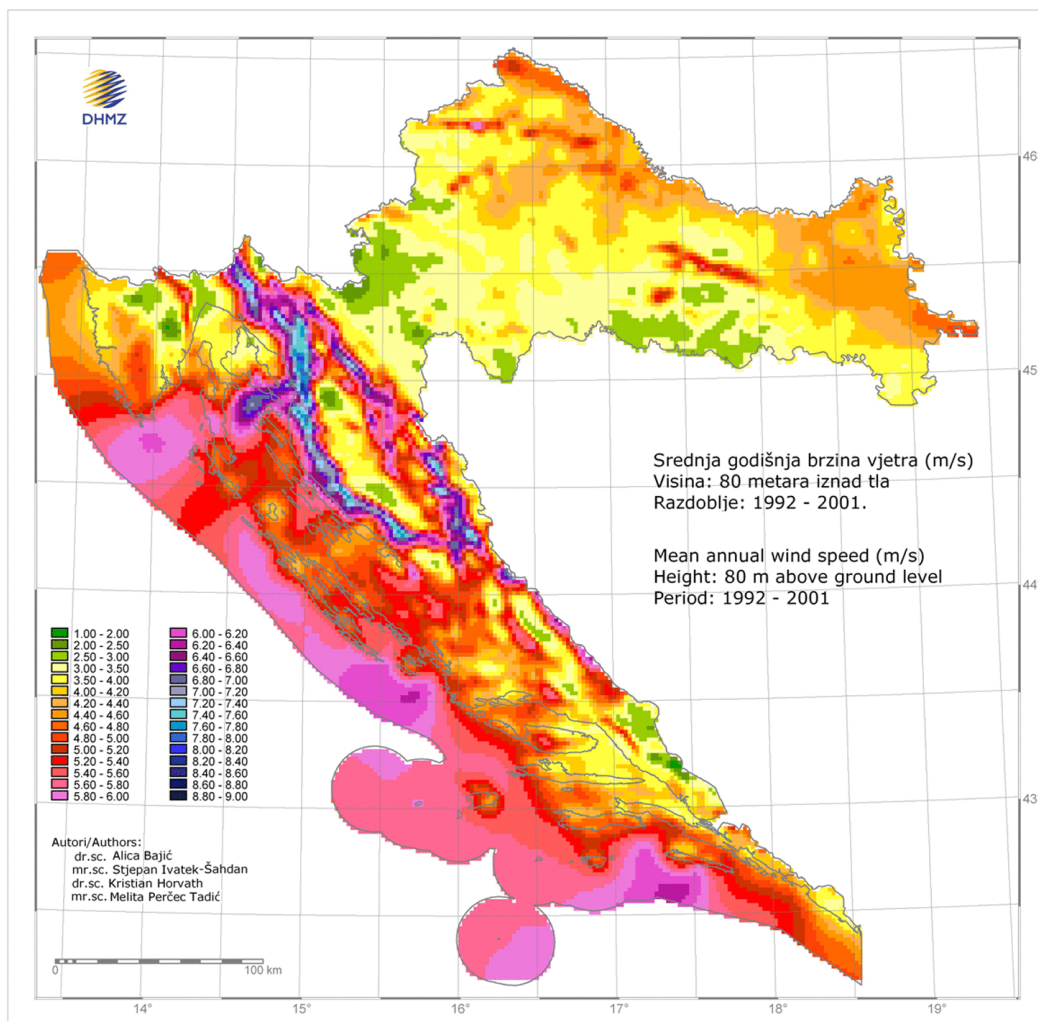 DHMZ
46
45
Srednja godišnja brzina vjetra (m/s)
Visina: 80 metara iznad tla
Razdoblje: 1992 - 2001.
Mean annual wind speed (m/s)
Height: 80 m above ground level
Period: 1992 - 2001
44
1.00 - 2.00
2.00 - 2.50
2.50 - 3.00
3.00 - 3.50
3.50 - 4.00
4.00 - 4.20
4.20 - 4.40
4.40 - 4.60
4.60 - 4.80
4.80 - 5.00
5.00 - 5.20
5.20 - 5.40
5.40 - 5.60
5.60 - 5.80
5.80 - 6.00
6.00 - 6.20
6.20 - 6.40
6.40 - 6.60
6.60 - 6.80
6.80 - 7.00
7.00 - 7.20
7.20 - 7.40
7.40 - 7.60
7.60 - 7.80
7.80 - 8.00
8.00 - 8.20
8.20 - 8.40
8.40 - 8.60
8.60 - 8.80
8.80 - 9.00
43
Autori/Authors:
dr.sc. Alica Bajić
mr.sc. Stjepan Ivatek-Šahdan
dr.sc. Kristian Horvath
mr.sc. Melita Perčec Tadić
0 100 km
14° 15° 16° 17° 18° 19°